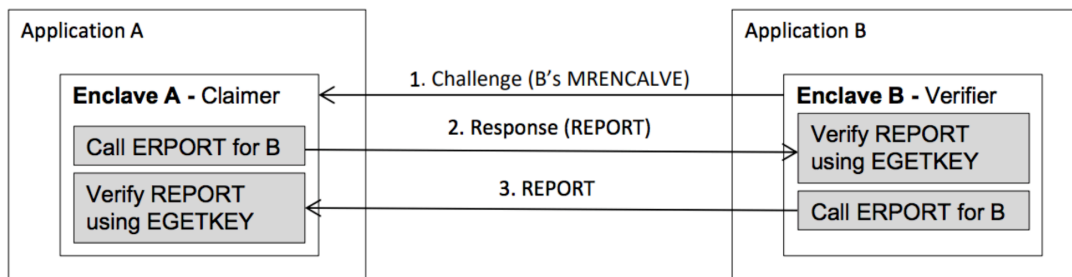 Application A
Enclave A - Claimer
Call ERPORT for B
Verify REPORT
using EGETKEY
1. Challenge (B's MRENCALVE)
2. Response (REPORT)
3. REPORT
Application B
Enclave B - Verifier
Verify REPORT
using EGETKEY
Call ERPORT for B